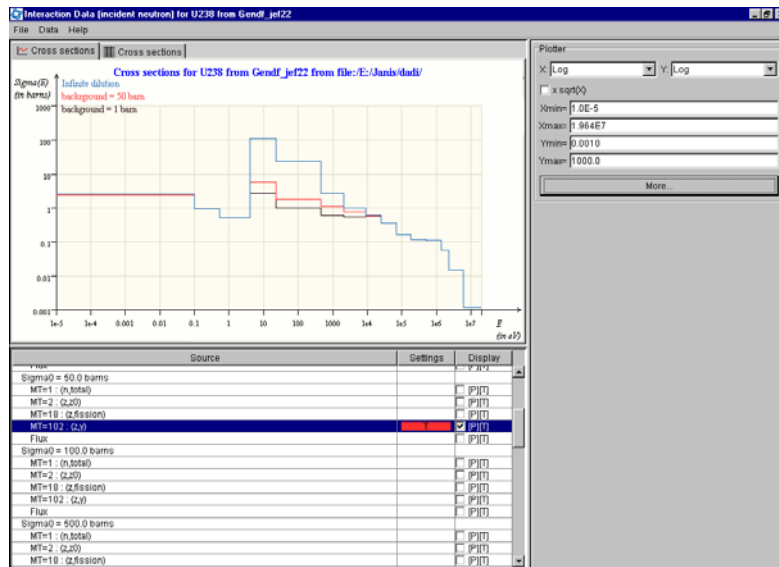 Interaction Data [incident neutron] for U238 from Gendf_jef22
File Data Help
Cross sections Cross sections
Cross sections for U238 from Gendf_jef22 from file:/E:/Janis/dadi/
Sigma(E)
(in barns)
Infinite dilution
background = 50 barn
background = 1 barn
1000
100
10
1
0.1
0.01
0.001
1e-5 1e-4 0.001 0.01 0.1 1 10 100 1000 1e4 1e5 1e6 1e7
E
(in eV)
Plotter
X: Log Y: Log
x sqrt(X)
Xmin= 1.0E-5
Xmax= 1.964E7
Ymin= 0.0010
Ymax= 1000.0
More...
Source Settings Display
Flux [P][T]
Sigma0 = 50.0 barns
MT=1 : (n,total) [P][T]
MT=2 : (z,z0) [P][T]
MT=18 : (z,fission) [P][T]
MT=102 : (z,γ) [P][T]
Flux [P][T]
Sigma0 = 100.0 barns
MT=1 : (n,total) [P][T]
MT=2 : (z,z0) [P][T]
MT=18 : (z,fission) [P][T]
MT=102 : (z,γ) [P][T]
Flux [P][T]
Sigma0 = 500.0 barns
MT=1 : (n,total) [P][T]
MT=2 : (z,z0) [P][T]
MT=18 : (z,fission) [P][T]